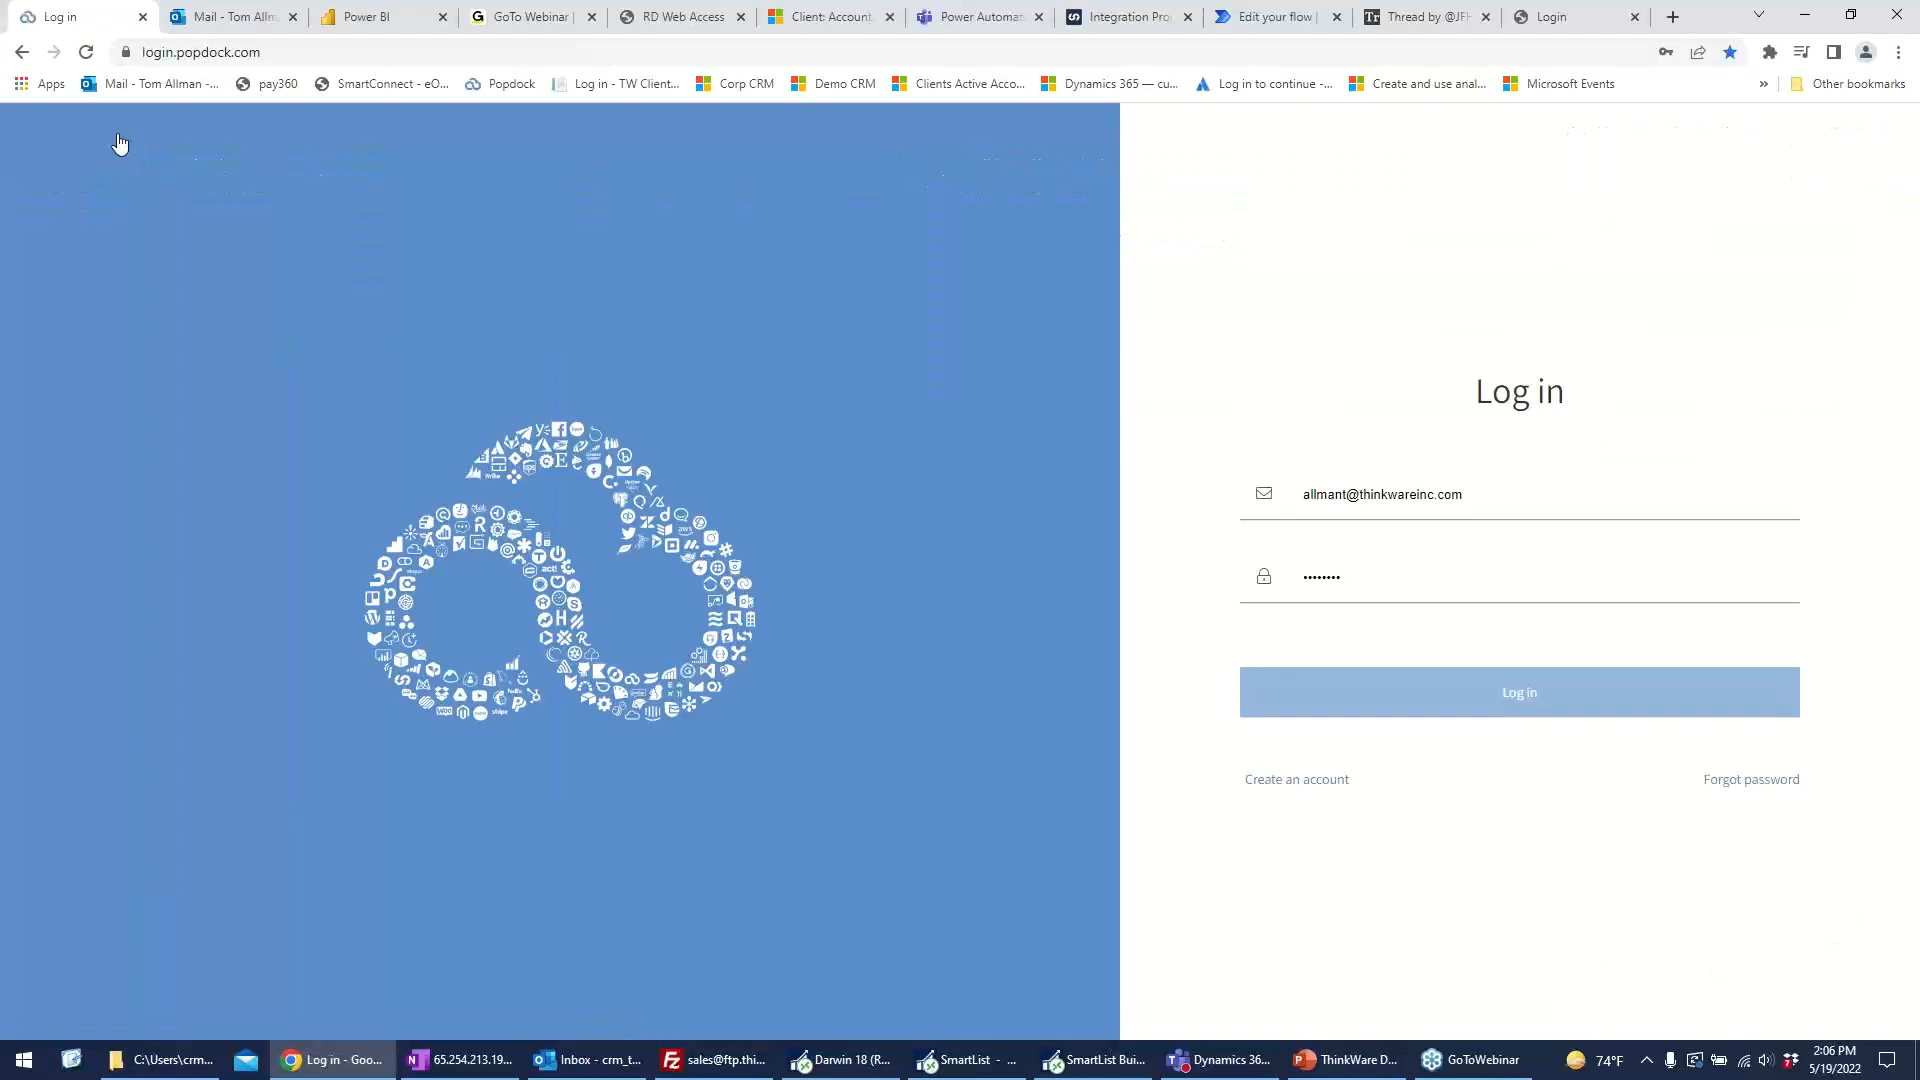 Log in
Mail - Tom Allm
Power BI
GoTo Webinar |
RD Web Access
Client: Account
Power Automat
Integration Pro
Edit your flow |
Thread by @JFH
Login
login.popdock.com
Apps
Mail - Tom Allman -...
pay360
SmartConnect - eO...
Popdock
Log in - TW Client...
Corp CRM
Demo CRM
Clients Active Acco...
Dynamics 365 — cu...
Log in to continue -...
Create and use anal...
Microsoft Events
»
Other bookmarks
Log in
allmant@thinkwareinc.com
••••••••
Log in
Create an account
Forgot password
C:\Users\crm...
Log in - Goo...
65.254.213.19...
Inbox - crm_t...
sales@ftp.thi...
Darwin 18 (R...
SmartList - ...
SmartList Bui...
Dynamics 36...
ThinkWare D...
GoToWebinar
74°F
2:06 PM
5/19/2022